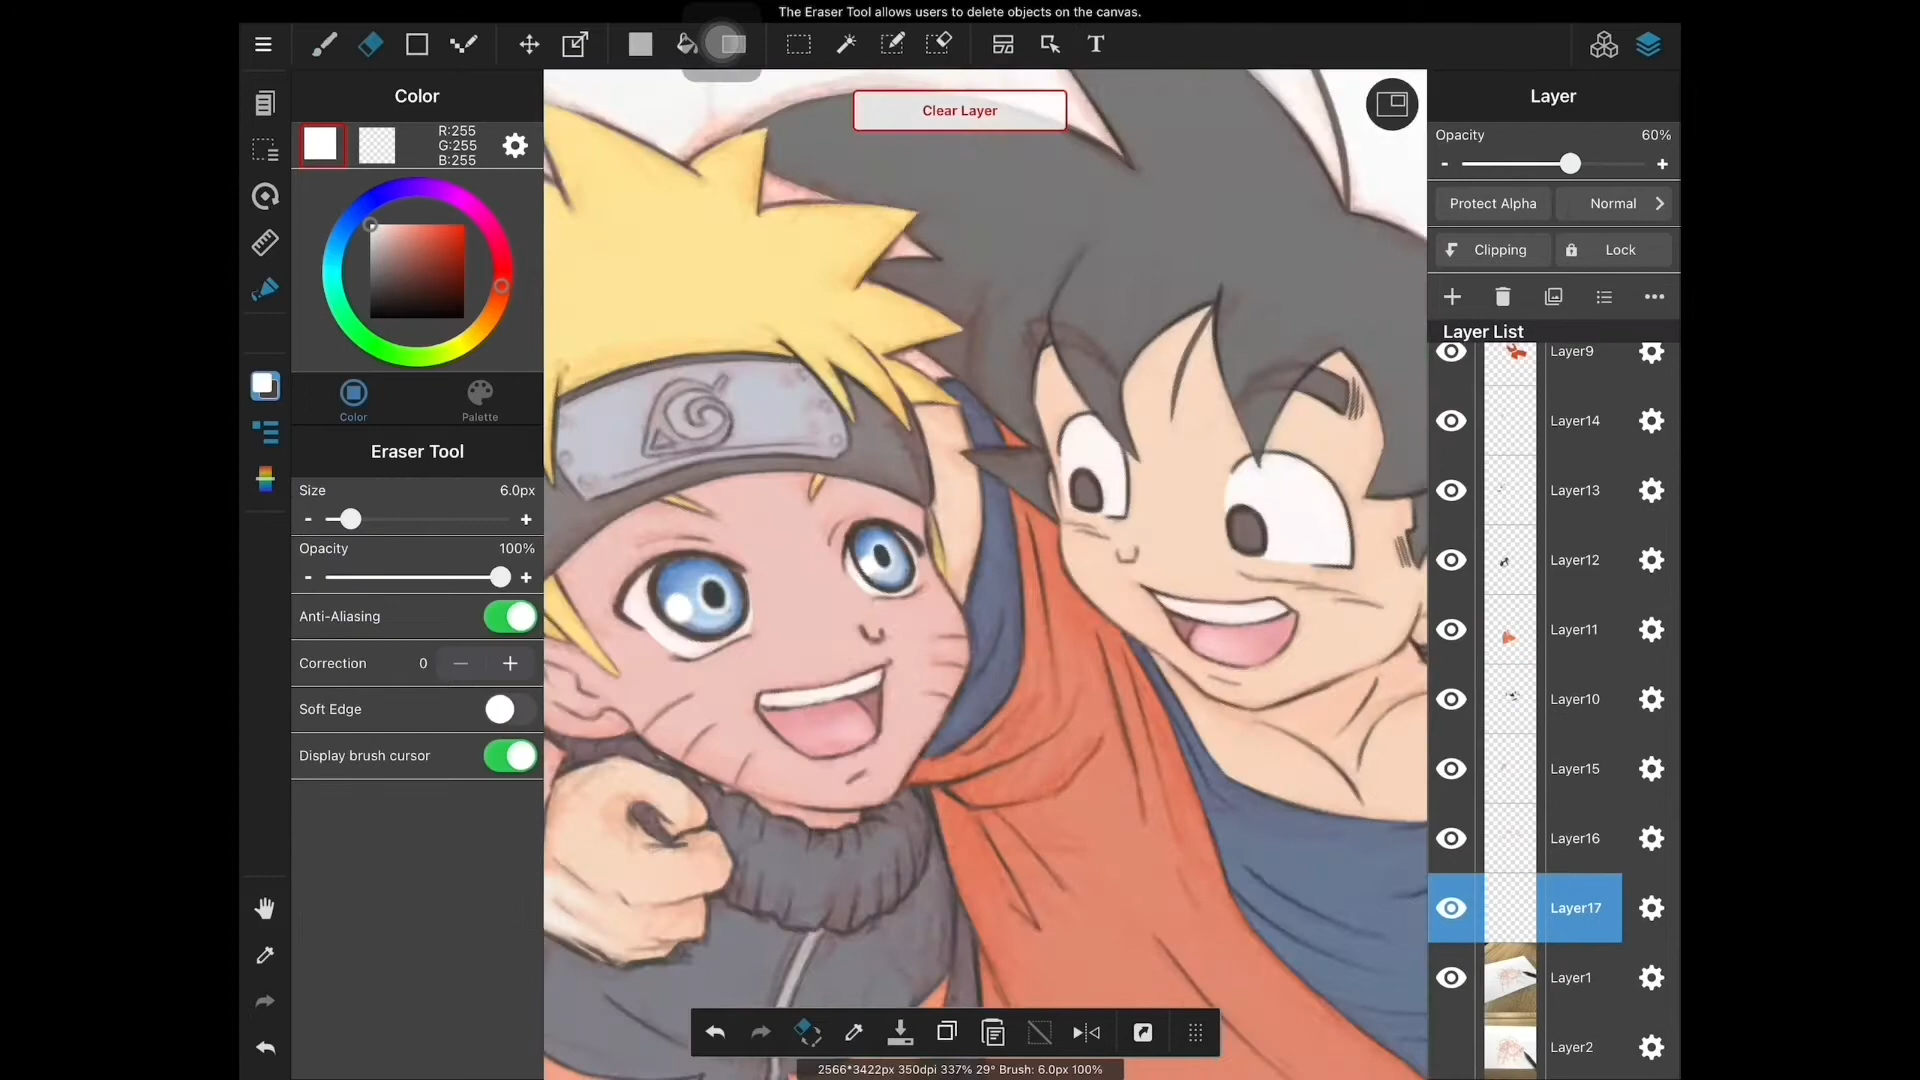 The Eraser Tool allows users to delete objects on the canvas.
T
Color
R:255
G:255
B:255
Color
Palette
Eraser Tool
Size
6.0px
-
+
Opacity
100%
-
+
Anti-Aliasing
Correction
0
Soft Edge
Display brush cursor
Clear Layer
2566*3422px 350dpi 337% 29° Brush: 6.0px 100%
Layer
Opacity
60%
-
+
Protect Alpha
Normal
Clipping
Lock
Layer List
Layer9
Layer14
Layer13
Layer12
Layer11
Layer10
Layer15
Layer16
Layer17
Layer1
Layer2